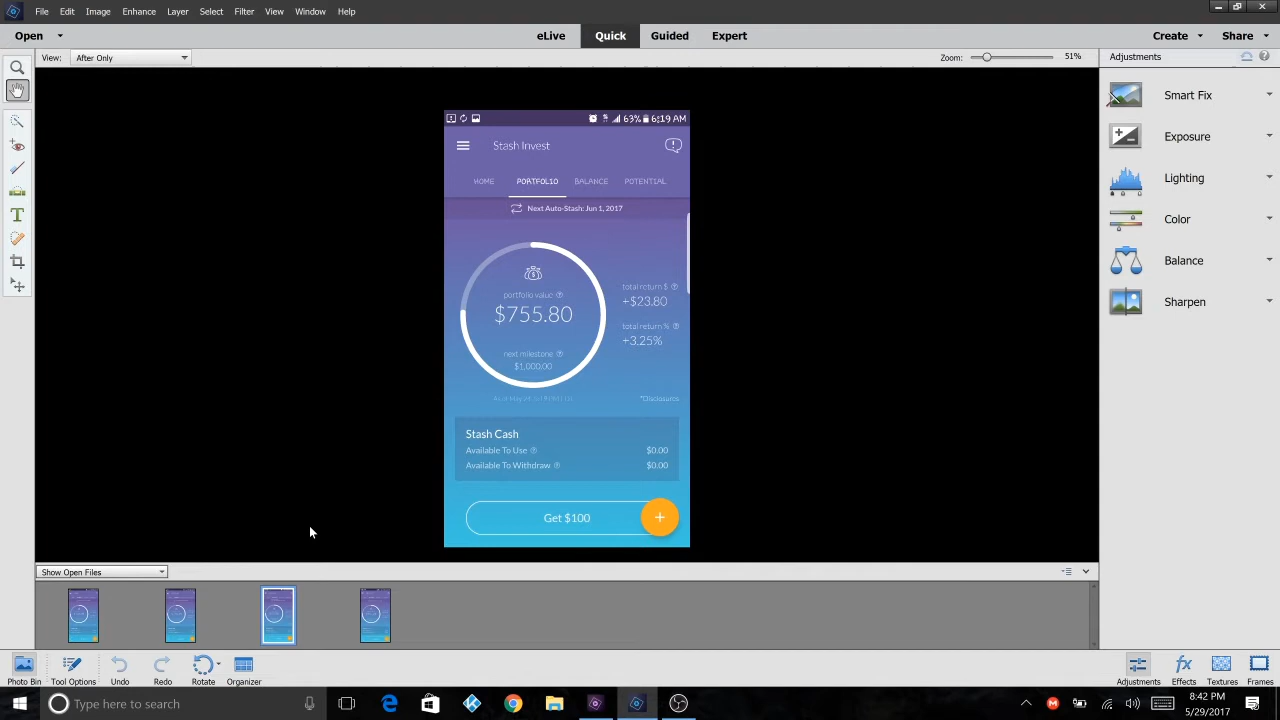 File Edit Image Enhance Layer Select Filter View Window Help
Open eLive Quick Guided Expert Create Share
View: After Only Zoom: 51% Adjustments
63% 6:19 AM
Stash Invest
HOME PORTFOLIO BALANCE POTENTIAL
Next Auto-Stash: Jun 1, 2017
portfolio value
$755.80
next milestone
$1,000.00
total return $
+$23.80
total return %
+3.25%
*Disclosures
Stash Cash
Available To Use $0.00
Available To Withdraw $0.00
Get $100
+
Smart Fix
Exposure
Lighting
Color
Balance
Sharpen
Show Open Files
Photo Bin Tool Options Undo Redo Rotate Organizer Adjustments Effects Textures Frames
Type here to search
8:42 PM
5/29/2017